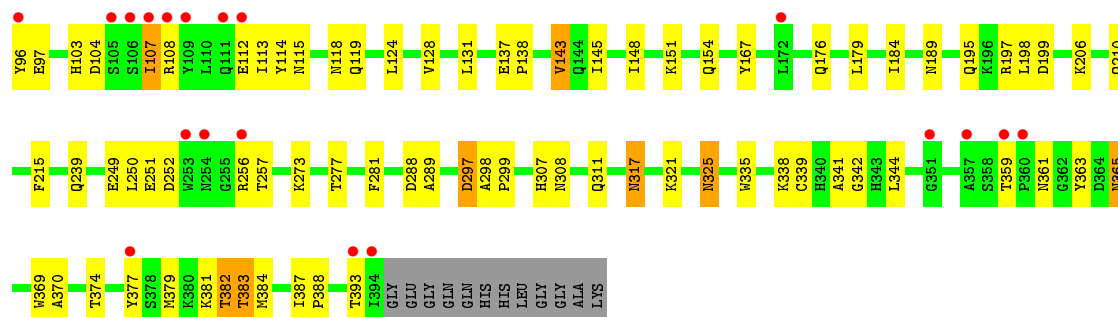 Y96 E97 H103 D104 S105 S106 I107 R108 Y109 L110 Q111 E112 I113 Y114 N115 N118 Q119 L124 V128 L131 E137 P138 V143 Q144 I145 I148 K151 Q154 Y167 L172 Q176 L179 I184 N189 Q195 K196 R197 L198 D199 K206
F215 Q239 E249 L250 E251 D252 W253 N254 G255 R256 T257 K273 T277 F281 D288 A289 D297 A298 P299 H307 N308 Q311 N317 K321 N325 W335 K338 C339 H340 A341 G342 H343 L344 G351 A357 S358 T359 P360 N361 G362 Y363 D364 N365
W369 A370 T374 Y377 S378 M379 K380 K381 T382 T383 M384 I387 P388 T393 I394 GLY GLU GLY GLN GLN HIS HIS LEU GLY GLY ALA LYS